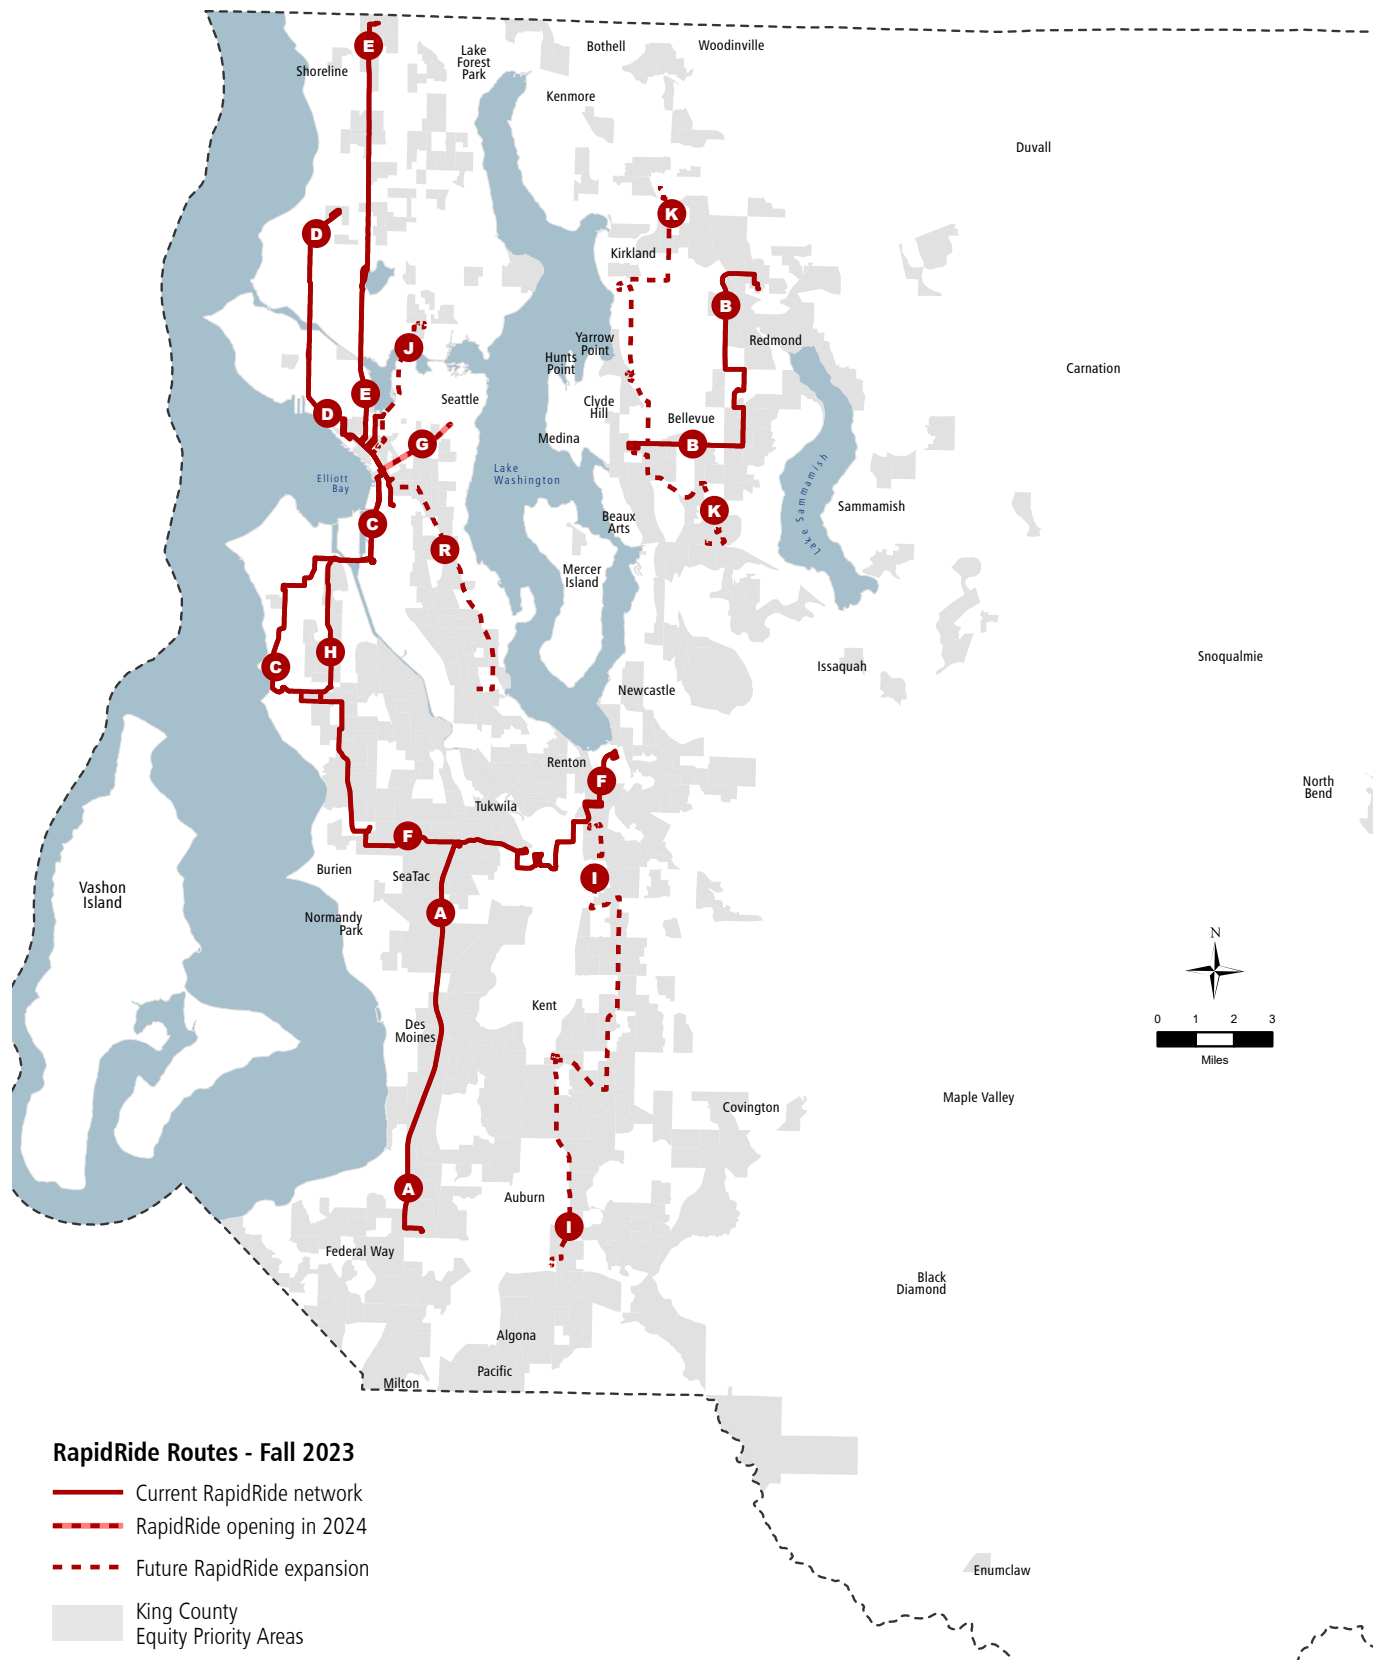 E
Shoreline
Lake
Forest
Park
Bothell
Woodinville
Kenmore
Duvall
D
K
Kirkland
B
J
Yarrow
Point
Hunts
Point
Redmond
Carnation
E
Seattle
Clyde
Hill
D
Bellevue
G
Medina
B
Elliott
Bay
Lake
Washington
Lake Sammamish
Sammamish
K
C
Beaux
Arts
R
Mercer
Island
C
H
Issaquah
Snoqualmie
Newcastle
Renton
F
Tukwila
North
Bend
F
Burien
SeaTac
I
Vashon
Island
A
Normandy
Park
N
Kent
Des
Moines
0 1 2 3
Miles
Covington
Maple Valley
A
Auburn
I
Federal Way
Black
Diamond
Algona
Pacific
Milton
RapidRide Routes - Fall 2023
Current RapidRide network
RapidRide opening in 2024
Future RapidRide expansion
King County
Equity Priority Areas
Enumclaw